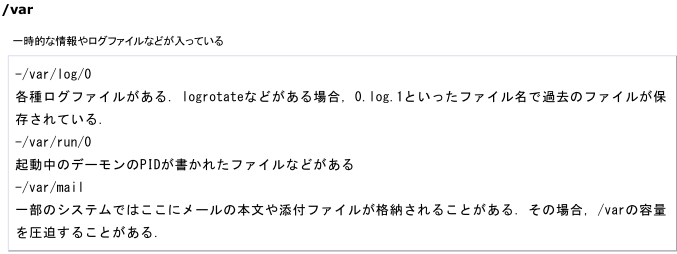 /var
一時的な情報やログファイルなどが入っている
-/var/log/0
各種ログファイルがある．logrotateなどがある場合，0.log.1といったファイル名で過去のファイルが保
存されている．
-/var/run/0
起動中のデーモンのPIDが書かれたファイルなどがある
-/var/mail
一部のシステムではここにメールの本文や添付ファイルが格納されることがある．その場合，/varの容量
を圧迫することがある．